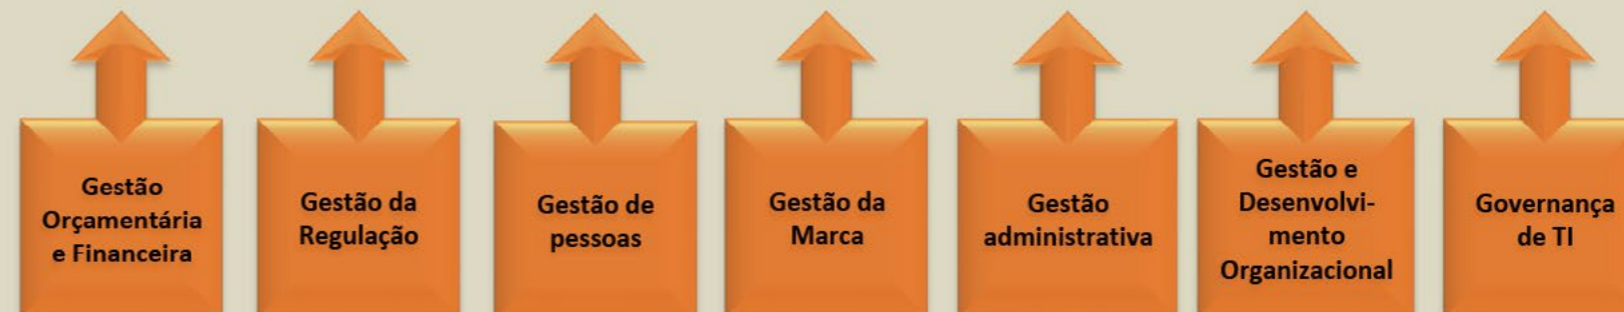 Gestão
Orçamentária
e Financeira
Gestão da
Regulação
Gestão de
pessoas
Gestão da
Marca
Gestão
administrativa
Gestão e
Desenvolvi-
mento
Organizacional
Governança
de TI